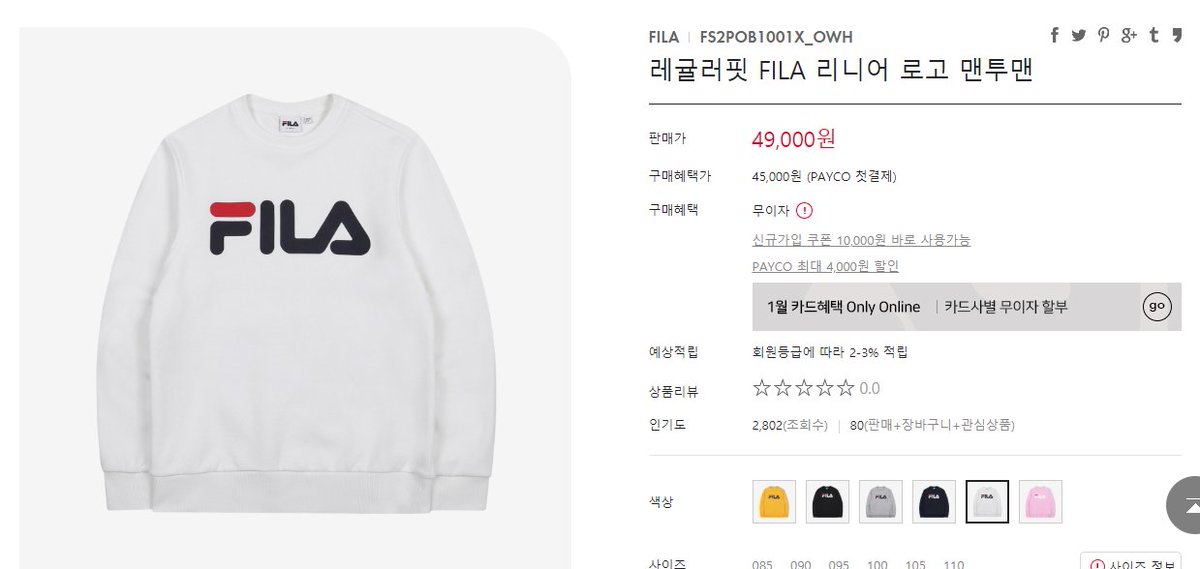 FILA
FILA
FILA | FS2POB1001X_OWH
레귤러핏 FILA 리니어 로고 맨투맨
판매가 49,000원
구매혜택가 45,000원 (PAYCO 첫결제)
구매혜택 무이자
신규가입 쿠폰 10,000원 바로 사용가능
PAYCO 최대 4,000원 할인
1월 카드혜택 Only Online | 카드사별 무이자 할부 go
예상적립 회원등급에 따라 2-3% 적립
상품리뷰 ☆☆☆☆☆ 0.0
인기도 2,802(조회수) | 80(판매+장바구니+관심상품)
색상
사이즈 085 090 095 100 105 110 사이즈 정보